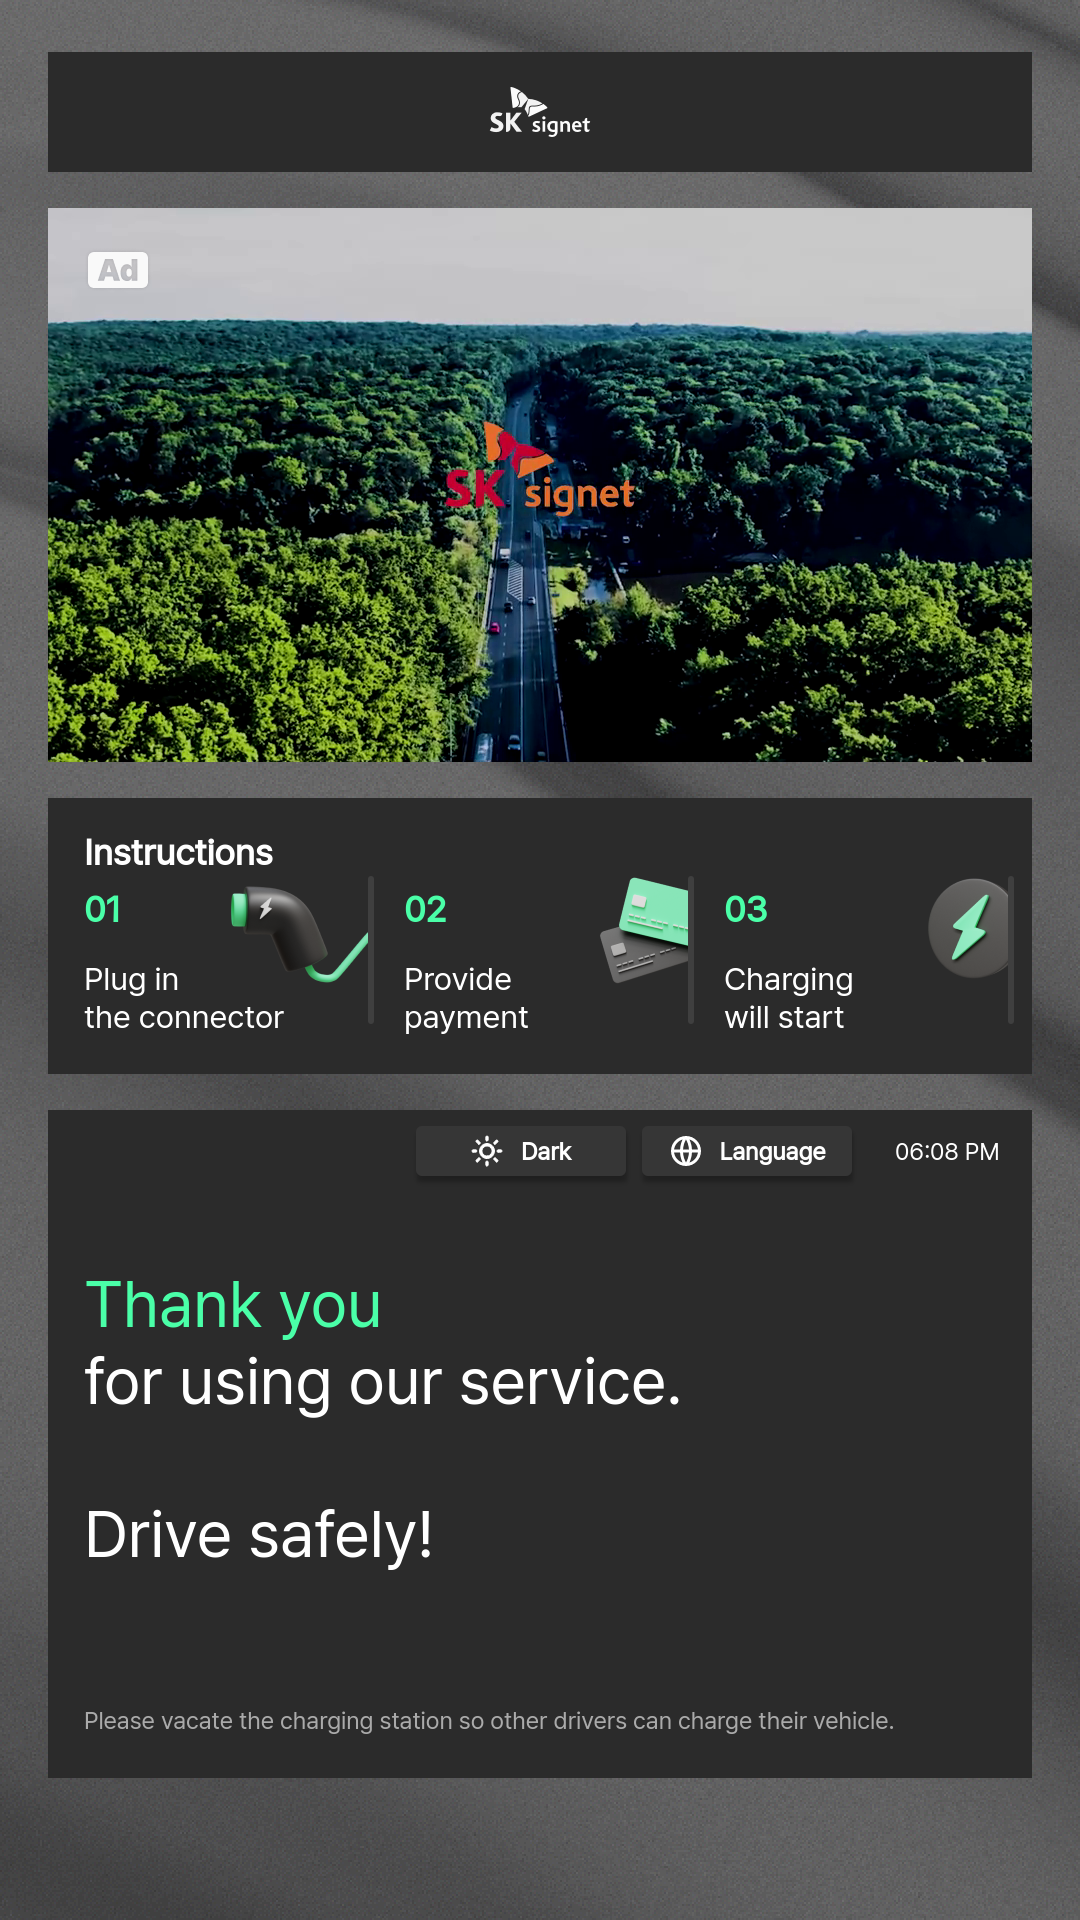 SK signet
Ad
SK signet
Instructions
01
Plug in
the connector
02
Provide
payment
03
Charging
will start
Dark
Language
06:08 PM
Thank you
for using our service.
Drive safely!
Please vacate the charging station so other drivers can charge their vehicle.